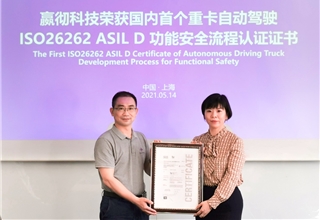 嬴彻科技荣获国内首个重卡自动驾驶
ISO26262 ASIL D 功能安全流程认证证书
The First ISO26262 ASIL D Certificate of Autonomous Driving Truck
Development Process for Functional Safety
中国·上海
2021.05.14
CERTIFICATE